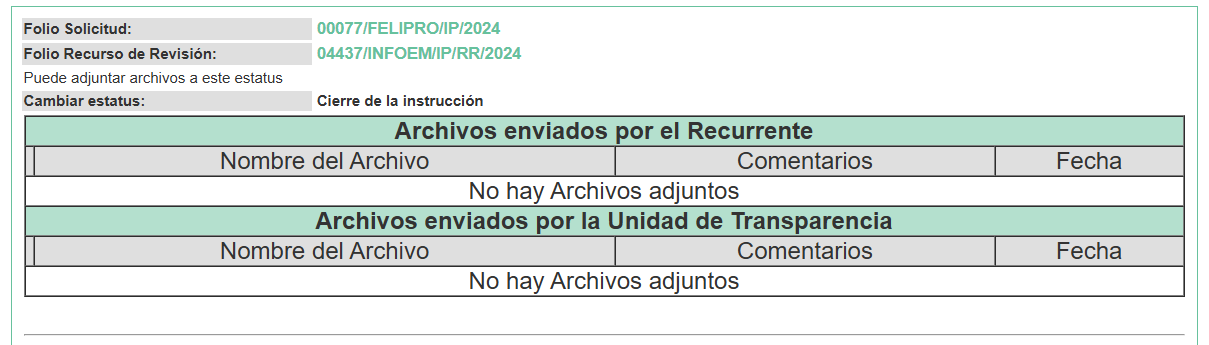 Folio Solicitud: 00077/FELIPRO/IP/2024
Folio Recurso de Revisión: 04437/INFOEM/IP/RR/2024
Puede adjuntar archivos a este estatus
Cambiar estatus: Cierre de la instrucción
Archivos enviados por el Recurrente
Nombre del Archivo Comentarios Fecha
No hay Archivos adjuntos
Archivos enviados por la Unidad de Transparencia
Nombre del Archivo Comentarios Fecha
No hay Archivos adjuntos